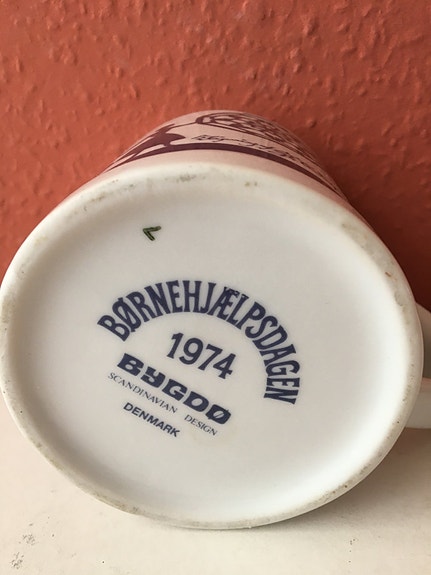 BØRNEHJÆLPSDAGEN
1974
BYGDØ
SCANDINAVIAN DESIGN
DENMARK